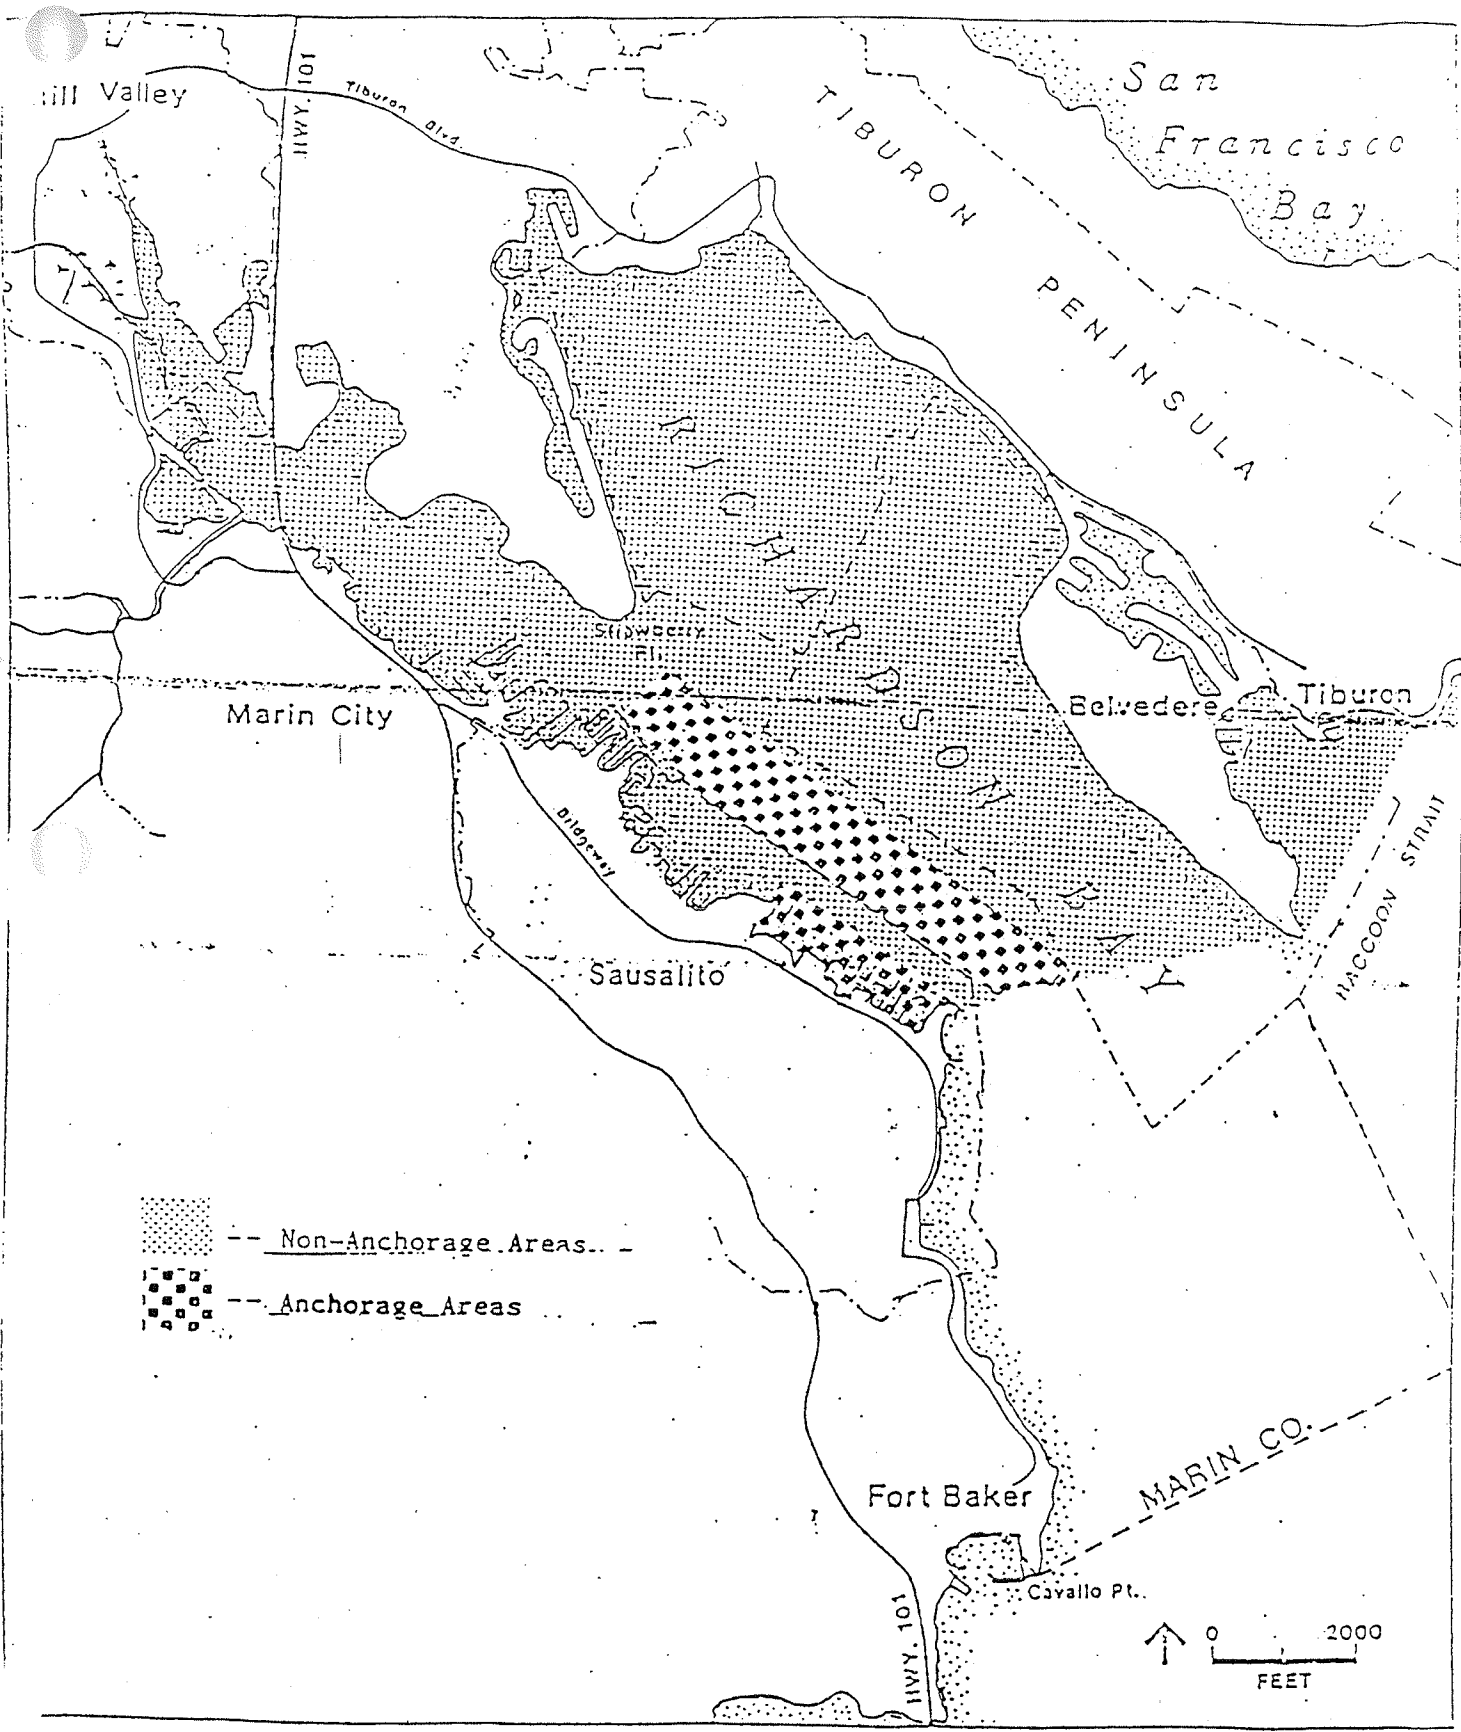 San
Francisco
Bay
Valley
HWY. 101
Tiburon
Blvd.
TIBURON
PENINSULA
RICHARDSON
BAY
Marin City
Belvedere
Tiburon
Bridgeway
RACCOON STRAIT
Sausalito
-- Non-Anchorage Areas
-- Anchorage Areas
MARIN CO.
Fort Baker
Cavallo Pt.
HWY. 101
0 2000
FEET